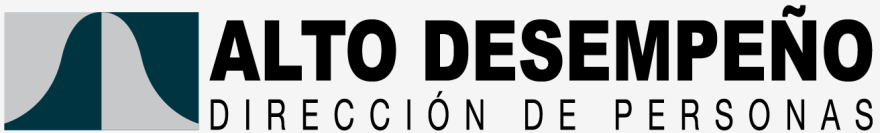 ALTO DESEMPEÑO
DIRECCIÓN DE PERSONAS